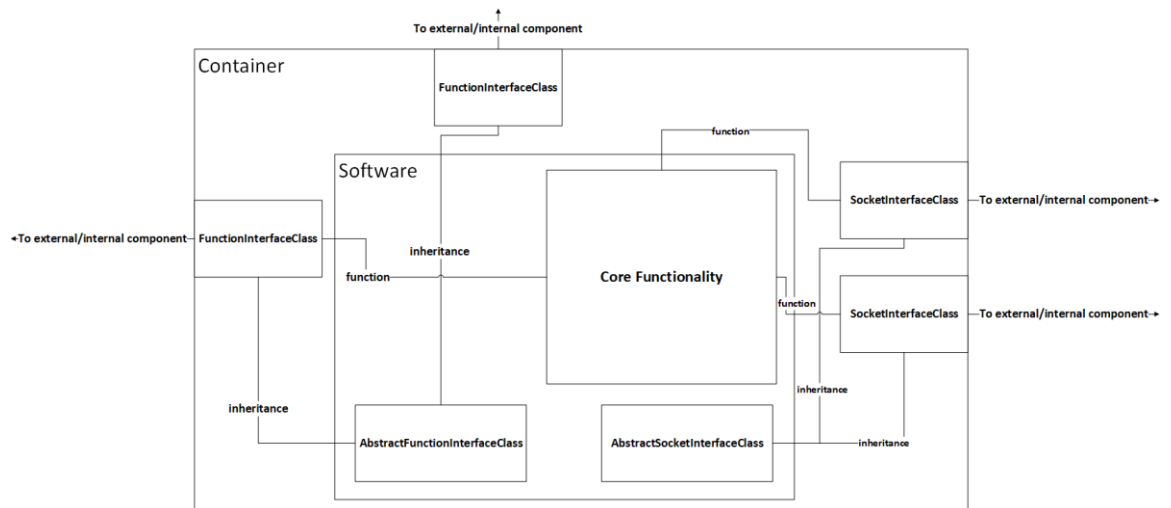 To external/internal component
Container
FunctionInterfaceClass
function
Software
SocketInterfaceClass
To external/internal component
To external/internal component
FunctionInterfaceClass
inheritance
function
Core Functionality
function
SocketInterfaceClass
To external/internal component
inheritance
inheritance
AbstractFunctionInterfaceClass
AbstractSocketInterfaceClass
inheritance